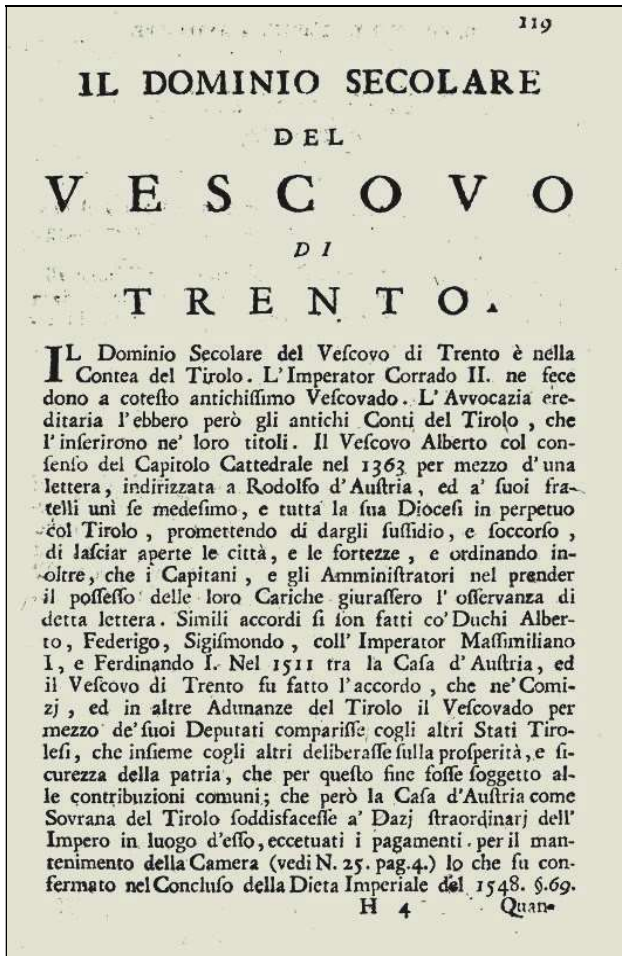 119
IL DOMINIO SECOLARE
DEL
VESCOVO
DI
TRENTO.
IL Dominio Secolare del Veſcovo di Trento è nella
Contea del Tirolo. L'Imperator Corrado II. ne fece
dono a coteſto antichiſſimo Veſcovado. L'Avvocazia ere-
ditaria l'ebbero però gli antichi Conti del Tirolo, che
l'inſerirono ne' loro titoli. Il Veſcovo Alberto col con-
ſenſo del Capitolo Cattedrale nel 1363 per mezzo d'una
lettera, indirizzata a Rodolfo d'Auſtria, ed a' ſuoi fra-
telli unì ſe medeſimo, e tutta la ſua Dioceſi in perpetuo
col Tirolo, promettendo di dargli ſuſſidio, e ſoccorſo,
di laſciar aperte le città, e le fortezze, e ordinando in-
oltre, che i Capitani, e gli Amminiſtratori nel prender
il poſſeſſo delle loro Cariche giuraſſero l'oſſervanza di
detta lettera. Simili accordi ſi ſon fatti co' Duchi Alber-
to, Federigo, Sigiſmondo, coll' Imperator Maſſimiliano
I, e Ferdinando I. Nel 1511 tra la Caſa d'Auſtria, ed
il Veſcovo di Trento fu fatto l'accordo, che ne' Comi-
zj, ed in altre Adunanze del Tirolo il Veſcovado per
mezzo de' ſuoi Deputati compariſſe cogli altri Stati Tiro-
leſi, che inſieme cogli altri deliberaſſe ſulla proſperità, e ſi-
curezza della patria, che per queſto fine foſſe ſoggetto al-
le contribuzioni comuni; che però la Caſa d'Auſtria come
Sovrana del Tirolo ſoddisfaceſſe a' Dazj ſtraordinarj dell'
Impero in luogo d'eſſo, eccetuati i pagamenti per il man-
tenimento della Camera (vedi N. 25. pag. 4.) lo che fu con-
fermato nel Concluſo della Dieta Imperiale del 1548. §. 69.
H 4 Quan-